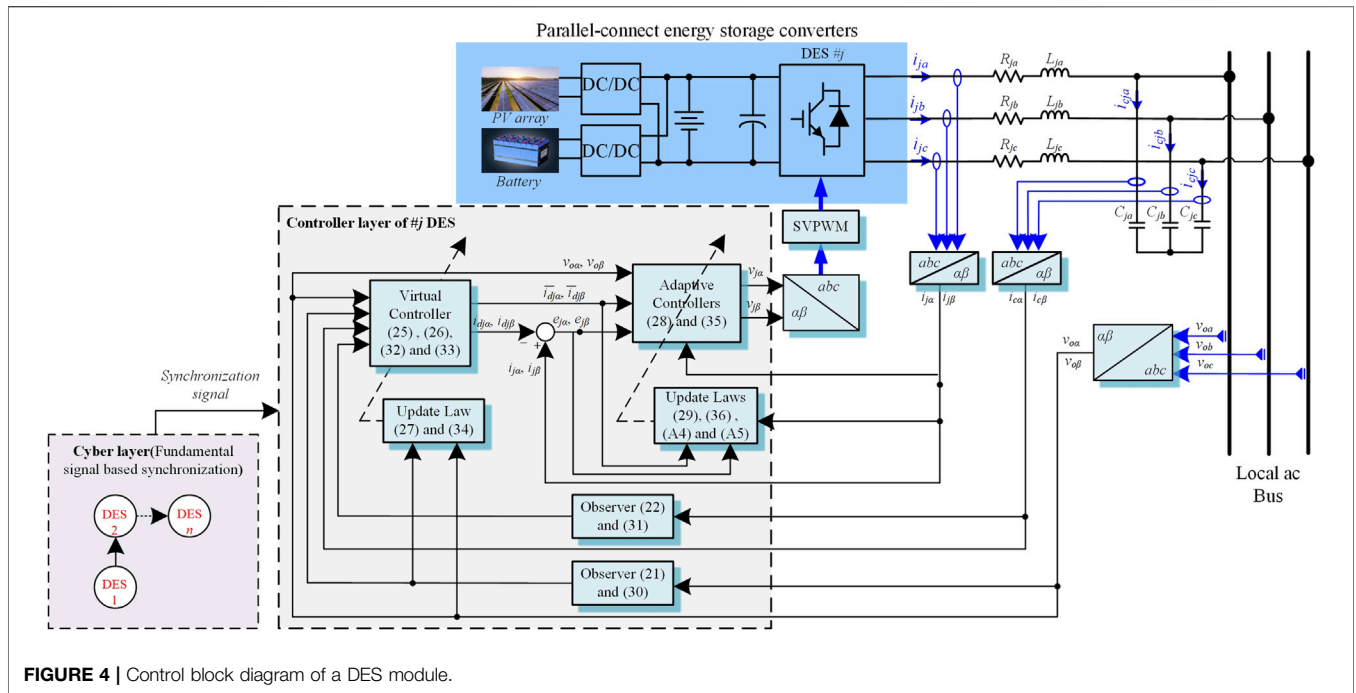 Parallel-connect energy storage converters
DES #j
PV array
DC/DC
Battery
DC/DC
i_ja
i_jb
i_jc
R_ja
L_ja
R_jb
L_jb
R_jc
L_jc
i_cja
i_cjb
i_cjc
C_ja
C_jb
C_jc
SVPWM
abc
αβ
abc
αβ
abc
αβ
i_jα
i_jβ
i_cα
i_cβ
Controller layer of #j DES
v_oα, v_oβ
Virtual
Controller
(25) , (26),
(32) and (33)
i̅_djα, i̅_djβ
i_djα, i_djβ
e_jα, e_jβ
−
+
i_jα, i_jβ
Adaptive
Controllers
(28) and (35)
v_jα
v_jβ
Update Law
(27) and (34)
Update Laws
(29), (36) ,
(A4) and (A5)
Observer (22)
and (31)
Observer (21)
and (30)
v_oα
v_oβ
αβ
abc
v_oa
v_ob
v_oc
Local ac
Bus
Synchronization
signal
Cyber layer(Fundamental
signal based synchronization)
DES
2
DES
n
DES
1
FIGURE 4 | Control block diagram of a DES module.